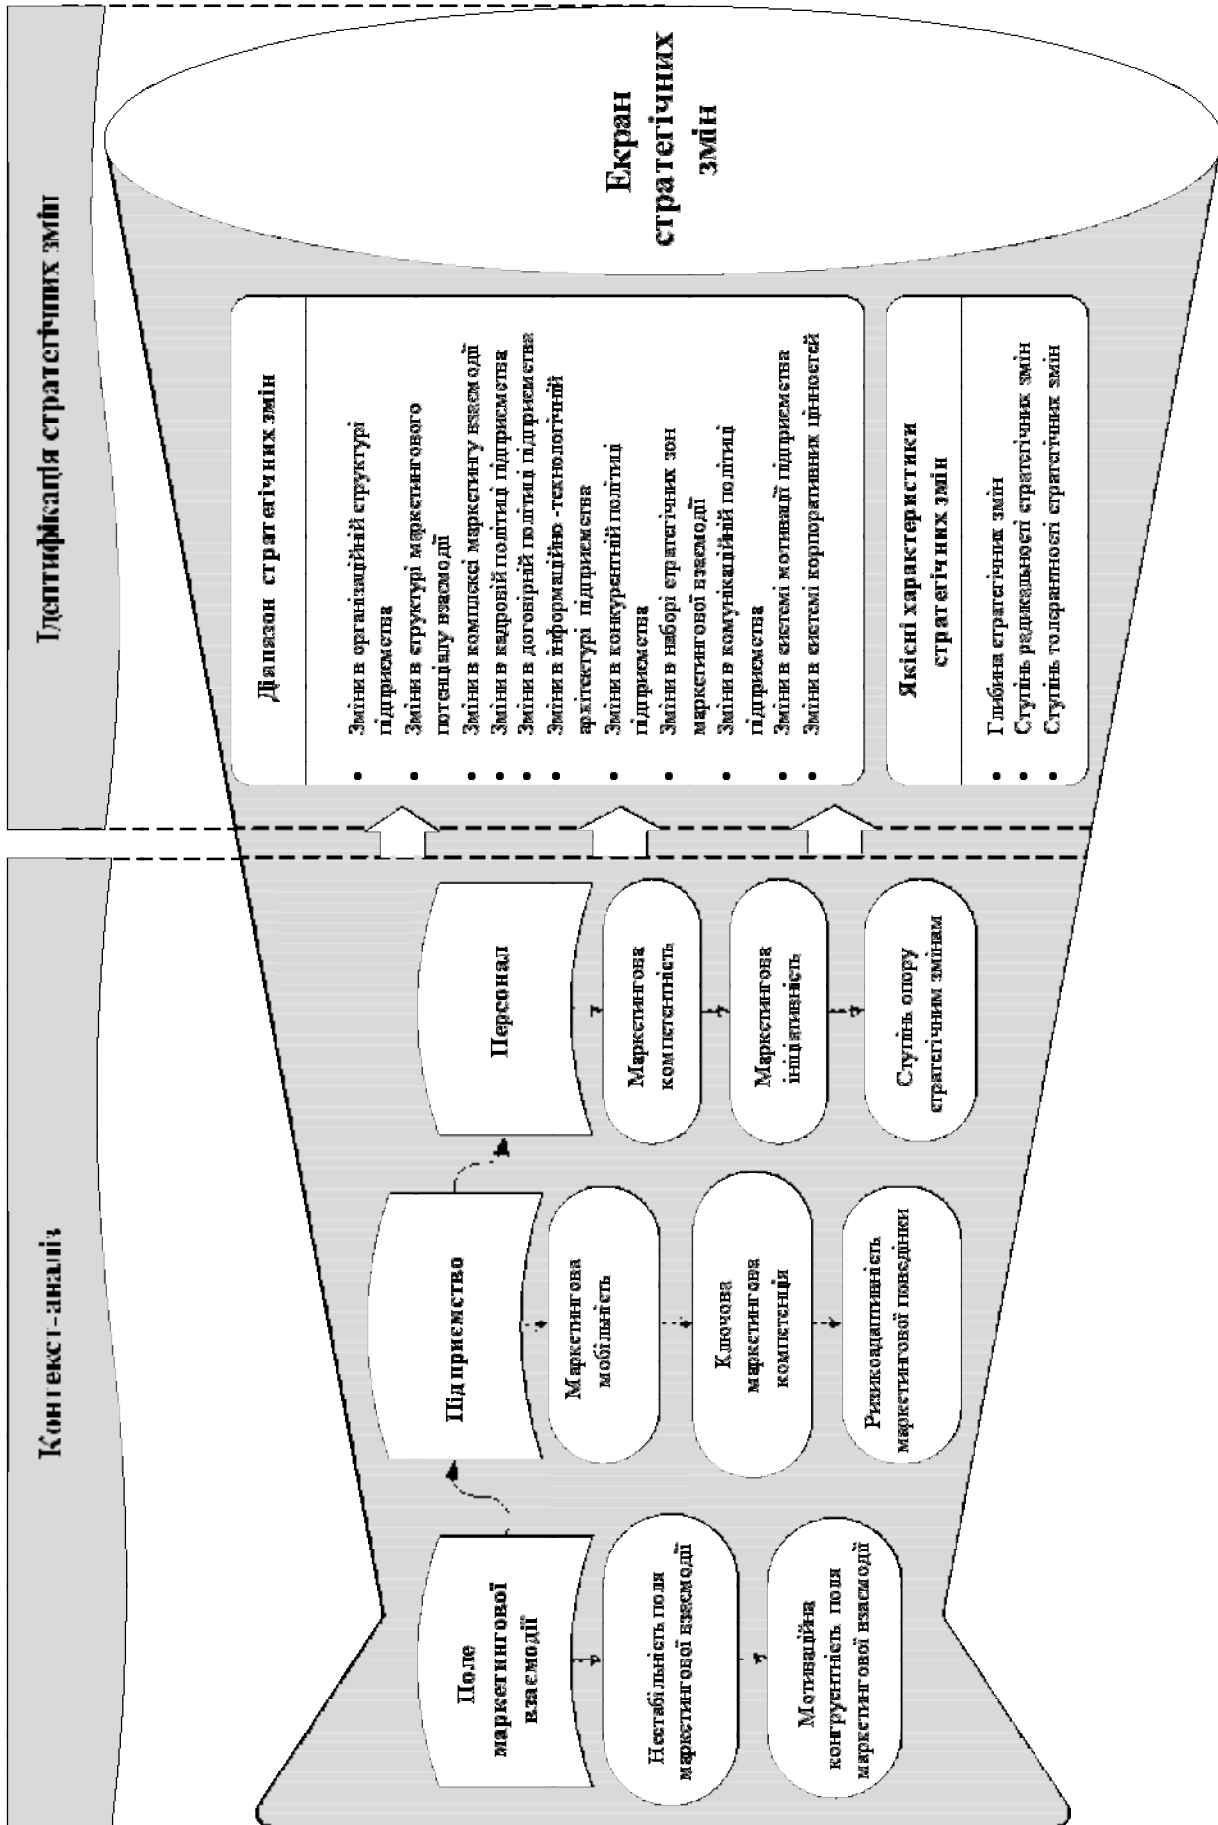 Контекст-аналіз
Ідентифікація стратегічних змін
Поле
маркетингової
взаємодії
Нестабільність поля
маркетингової взаємодії
Мотиваційна
конгруентність поля
маркетингової взаємодії
Підприємство
Маркетингова
мобільність
Ключова
маркетингова
компетенція
Ризикоадаптивність
маркетингової поведінки
Персонал
Маркетингова
компетентність
Маркетингова
ініціативність
Ступінь опору
стратегічним змінам
Діапазон стратегічних змін
• Зміни в організаційній структурі
підприємства
• Зміни в структурі маркетингового
потенціалу взаємодії
• Зміни в комплексі маркетингу взаємодії
• Зміни в кадровій політиці підприємства
• Зміни в договірній політиці підприємства
• Зміни в інформаційно -технологічній
архітектурі підприємства
• Зміни в конкурентній політиці
підприємства
• Зміни в наборі стратегічних зон
маркетингової взаємодії
• Зміни в комунікаційній політиці
підприємства
• Зміни в системі мотивації підприємства
• Зміни в системі корпоративних цінностей
Якісні характеристики
стратегічних змін
• Глибина стратегічних змін
• Ступінь радикальності стратегічних змін
• Ступінь толерантності стратегічних змін
Екран
стратегічних
змін